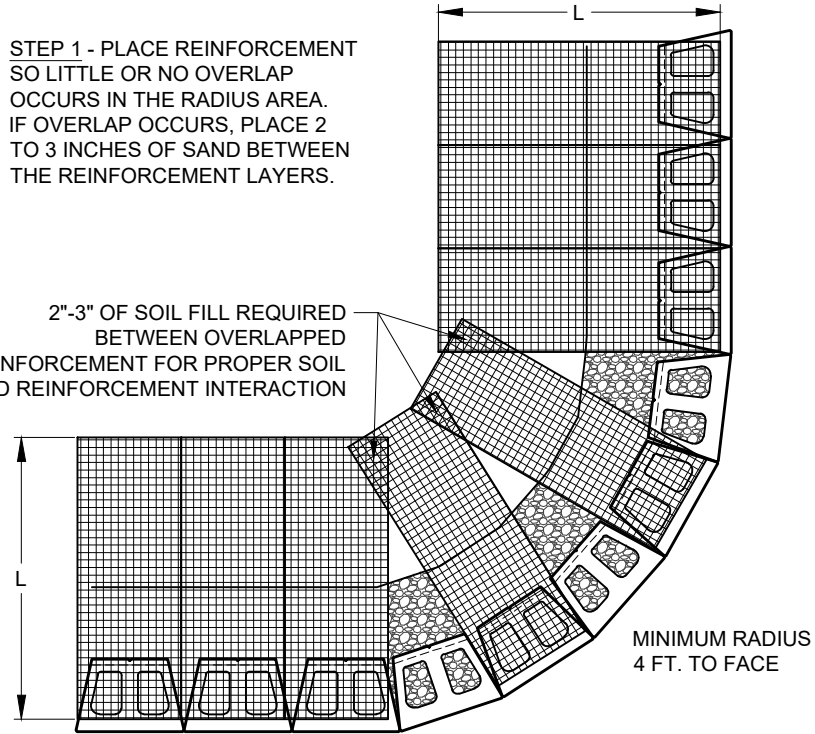 L
STEP 1 - PLACE REINFORCEMENT
SO LITTLE OR NO OVERLAP
OCCURS IN THE RADIUS AREA.
IF OVERLAP OCCURS, PLACE 2
TO 3 INCHES OF SAND BETWEEN
THE REINFORCEMENT LAYERS.
2"-3" OF SOIL FILL REQUIRED
BETWEEN OVERLAPPED
NFORCEMENT FOR PROPER SOIL
D REINFORCEMENT INTERACTION
L
MINIMUM RADIUS
4 FT. TO FACE